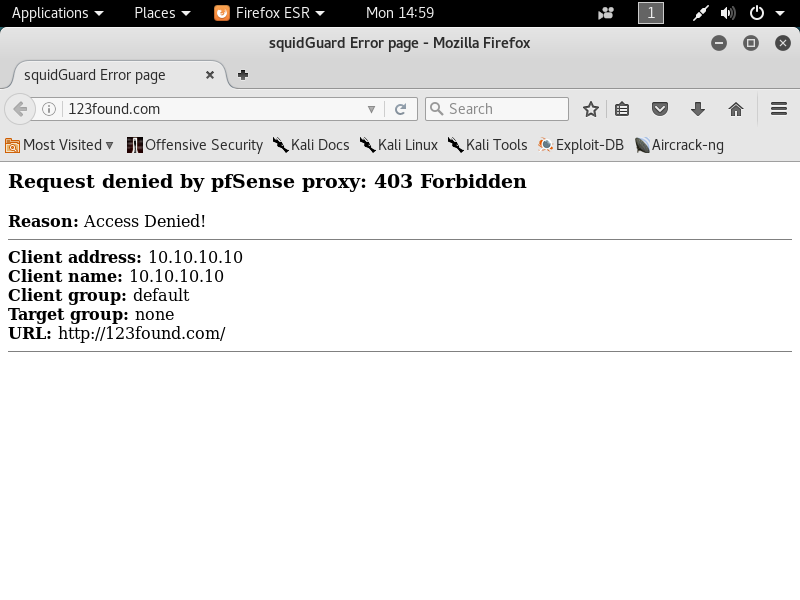 Applications Places Firefox ESR Mon 14:59 1
squidGuard Error page - Mozilla Firefox
squidGuard Error page
123found.com Search
Most Visited Offensive Security Kali Docs Kali Linux Kali Tools Exploit-DB Aircrack-ng
Request denied by pfSense proxy: 403 Forbidden
Reason: Access Denied!
Client address: 10.10.10.10
Client name: 10.10.10.10
Client group: default
Target group: none
URL: http://123found.com/